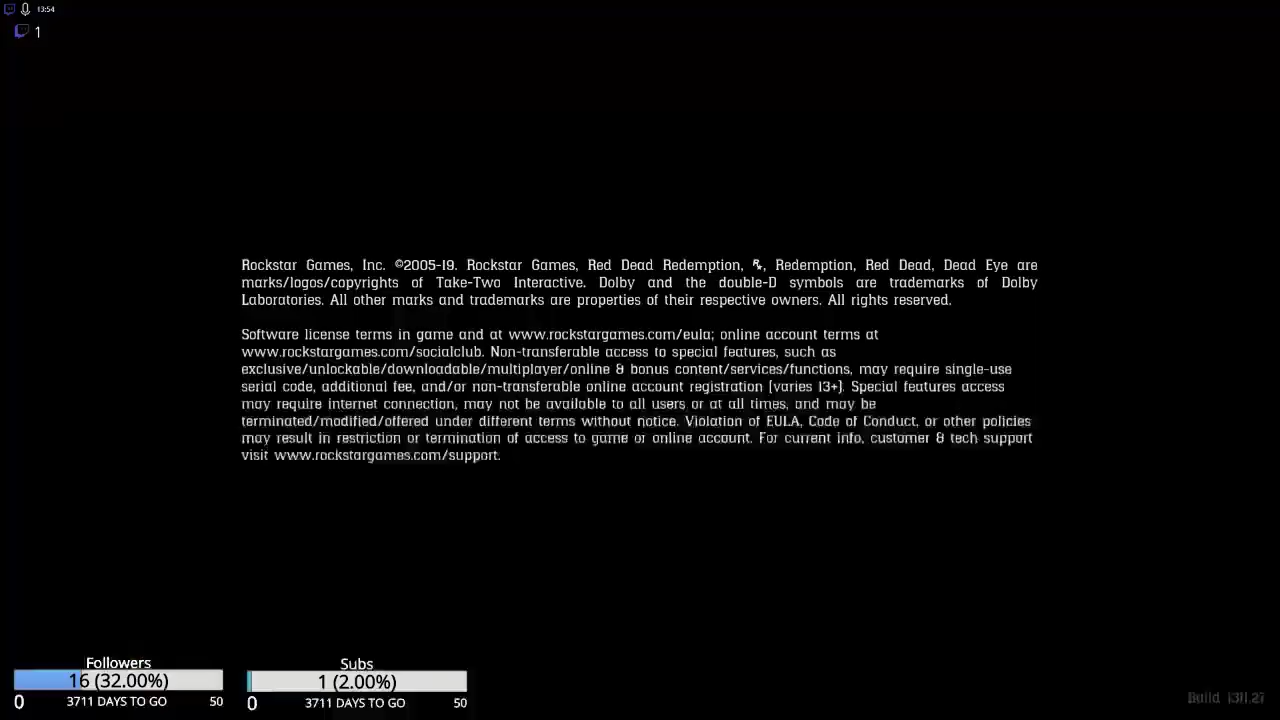 13:54
1
Rockstar Games, Inc. ©2005-19. Rockstar Games, Red Dead Redemption, R*, Redemption, Red Dead, Dead Eye are
marks/logos/copyrights of Take-Two Interactive. Dolby and the double-D symbols are trademarks of Dolby
Laboratories. All other marks and trademarks are properties of their respective owners. All rights reserved.
Software license terms in game and at www.rockstargames.com/eula; online account terms at
www.rockstargames.com/socialclub. Non-transferable access to special features, such as
exclusive/unlockable/downloadable/multiplayer/online & bonus content/services/functions, may require single-use
serial code, additional fee, and/or non-transferable online account registration (varies 13+). Special features access
may require internet connection, may not be available to all users or at all times, and may be
terminated/modified/offered under different terms without notice. Violation of EULA, Code of Conduct, or other policies
may result in restriction or termination of access to game or online account. For current info, customer & tech support
visit www.rockstargames.com/support.
Followers
16 (32.00%)
0 3711 DAYS TO GO 50
Subs
1 (2.00%)
0 3711 DAYS TO GO 50
Build